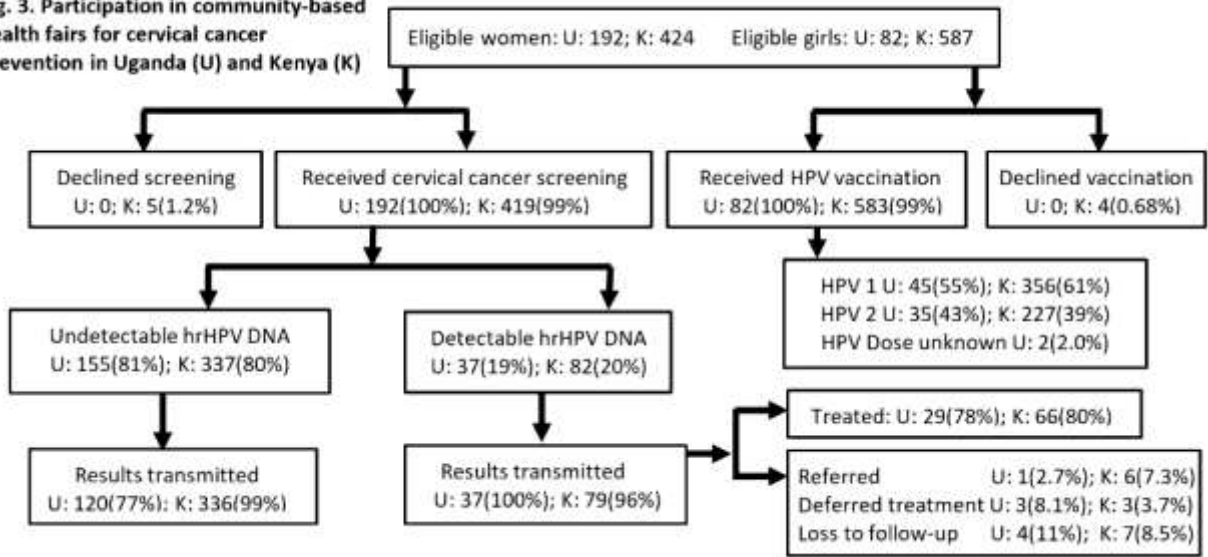 g. 3. Participation in community-based
ealth fairs for cervical cancer
evention in Uganda (U) and Kenya (K)
Eligible women: U: 192; K: 424 Eligible girls: U: 82; K: 587
Declined screening
U: 0; K: 5(1.2%)
Received cervical cancer screening
U: 192(100%); K: 419(99%)
Received HPV vaccination
U: 82(100%); K: 583(99%)
Declined vaccination
U: 0; K: 4(0.68%)
HPV 1 U: 45(55%); K: 356(61%)
HPV 2 U: 35(43%); K: 227(39%)
HPV Dose unknown U: 2(2.0%)
Undetectable hrHPV DNA
U: 155(81%); K: 337(80%)
Detectable hrHPV DNA
U: 37(19%); K: 82(20%)
Treated: U: 29(78%); K: 66(80%)
Results transmitted
U: 120(77%); K: 336(99%)
Results transmitted
U: 37(100%); K: 79(96%)
Referred U: 1(2.7%); K: 6(7.3%)
Deferred treatment U: 3(8.1%); K: 3(3.7%)
Loss to follow-up U: 4(11%); K: 7(8.5%)